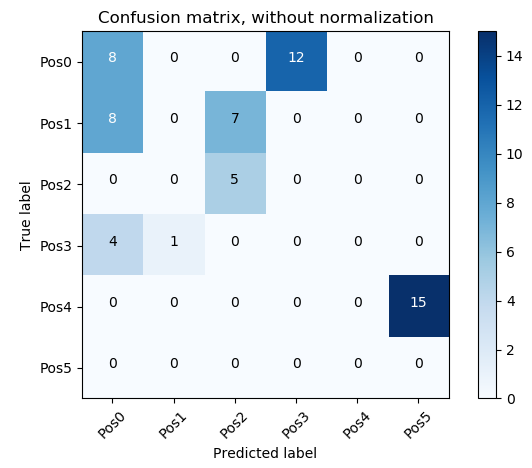 Confusion matrix, without normalization
True label
Pos0 8 0 0 12 0 0
Pos1 8 0 7 0 0 0
Pos2 0 0 5 0 0 0
Pos3 4 1 0 0 0 0
Pos4 0 0 0 0 0 15
Pos5 0 0 0 0 0 0
Pos0 Pos1 Pos2 Pos3 Pos4 Pos5
Predicted label
14
12
10
8
6
4
2
0